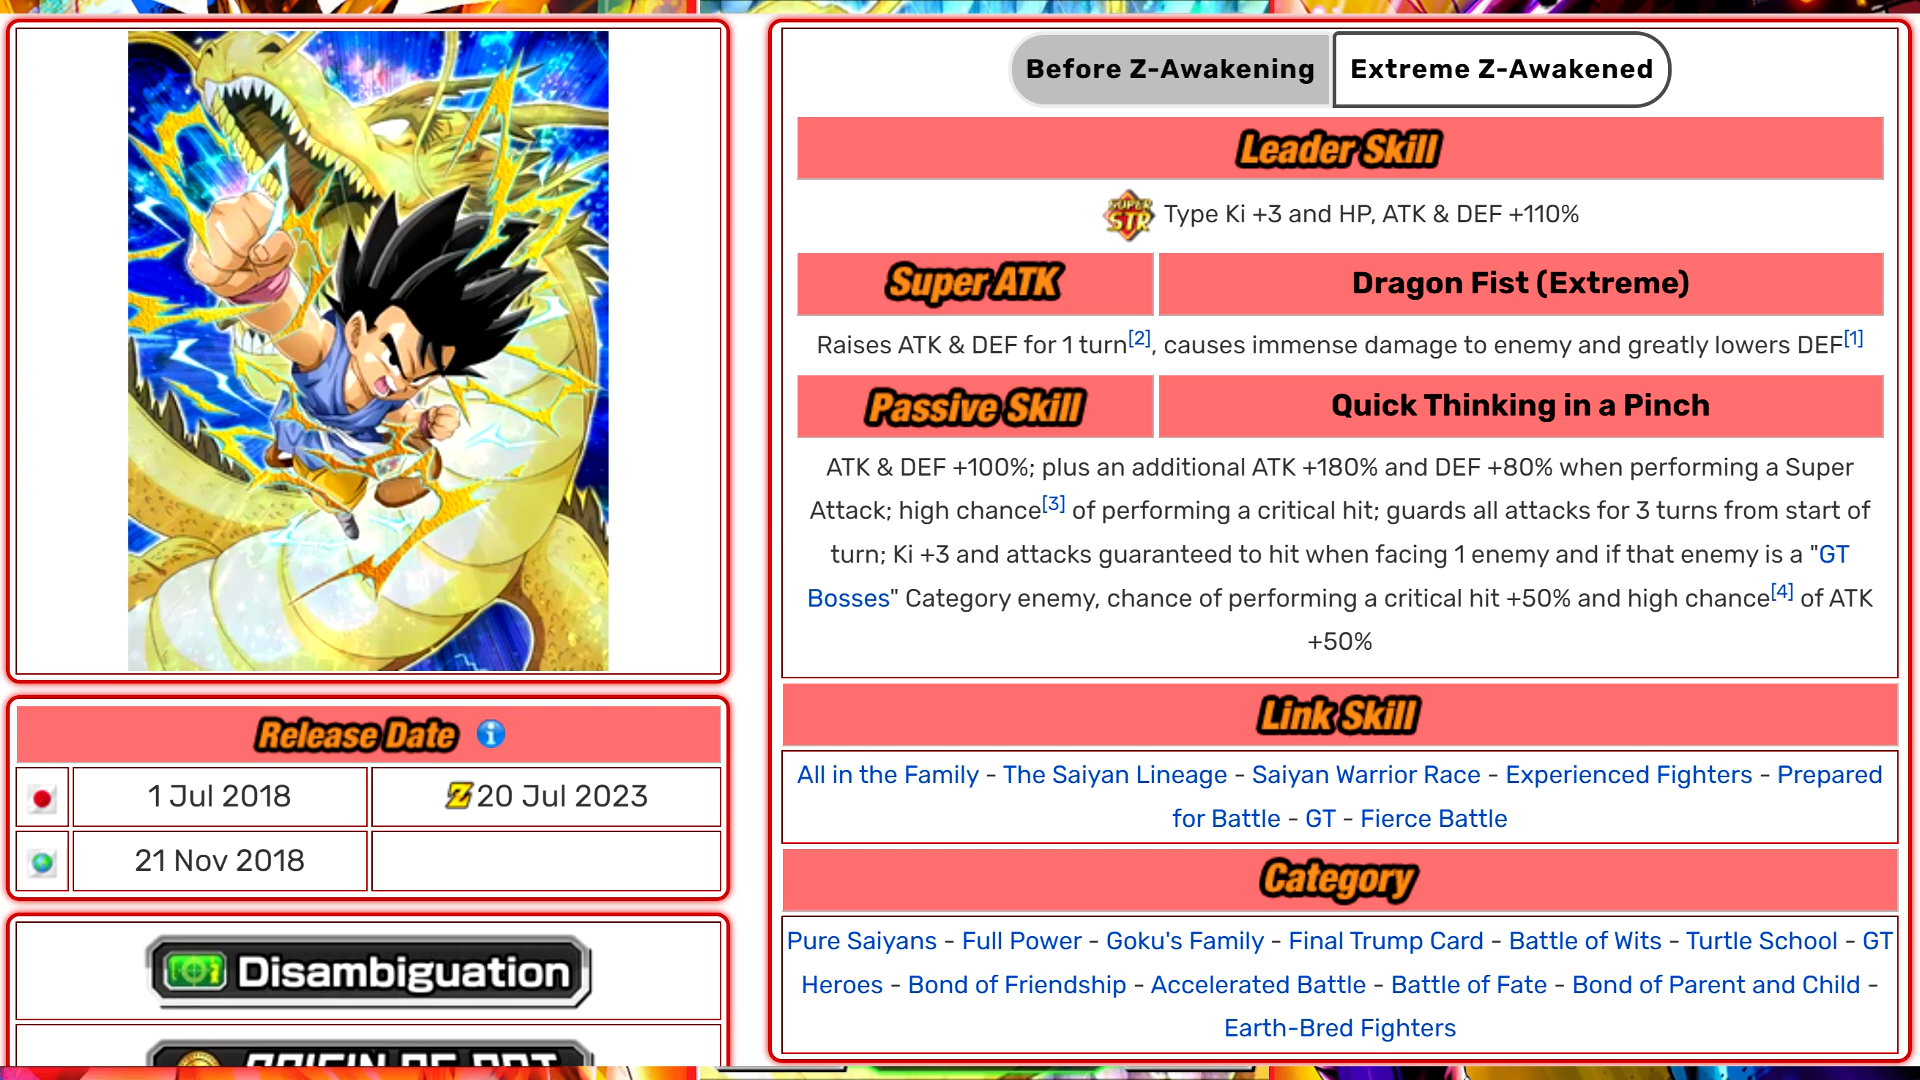 Before Z-Awakening
Extreme Z-Awakened
Leader Skill
SUPER STR Type Ki +3 and HP, ATK & DEF +110%
Super ATK
Dragon Fist (Extreme)
Raises ATK & DEF for 1 turn[2], causes immense damage to enemy and greatly lowers DEF[1]
Passive Skill
Quick Thinking in a Pinch
ATK & DEF +100%; plus an additional ATK +180% and DEF +80% when performing a Super
Attack; high chance[3] of performing a critical hit; guards all attacks for 3 turns from start of
turn; Ki +3 and attacks guaranteed to hit when facing 1 enemy and if that enemy is a "GT
Bosses" Category enemy, chance of performing a critical hit +50% and high chance[4] of ATK
+50%
Link Skill
All in the Family - The Saiyan Lineage - Saiyan Warrior Race - Experienced Fighters - Prepared
for Battle - GT - Fierce Battle
Category
Pure Saiyans - Full Power - Goku's Family - Final Trump Card - Battle of Wits - Turtle School - GT
Heroes - Bond of Friendship - Accelerated Battle - Battle of Fate - Bond of Parent and Child -
Earth-Bred Fighters
Release Date
1 Jul 2018
Z 20 Jul 2023
21 Nov 2018
Disambiguation